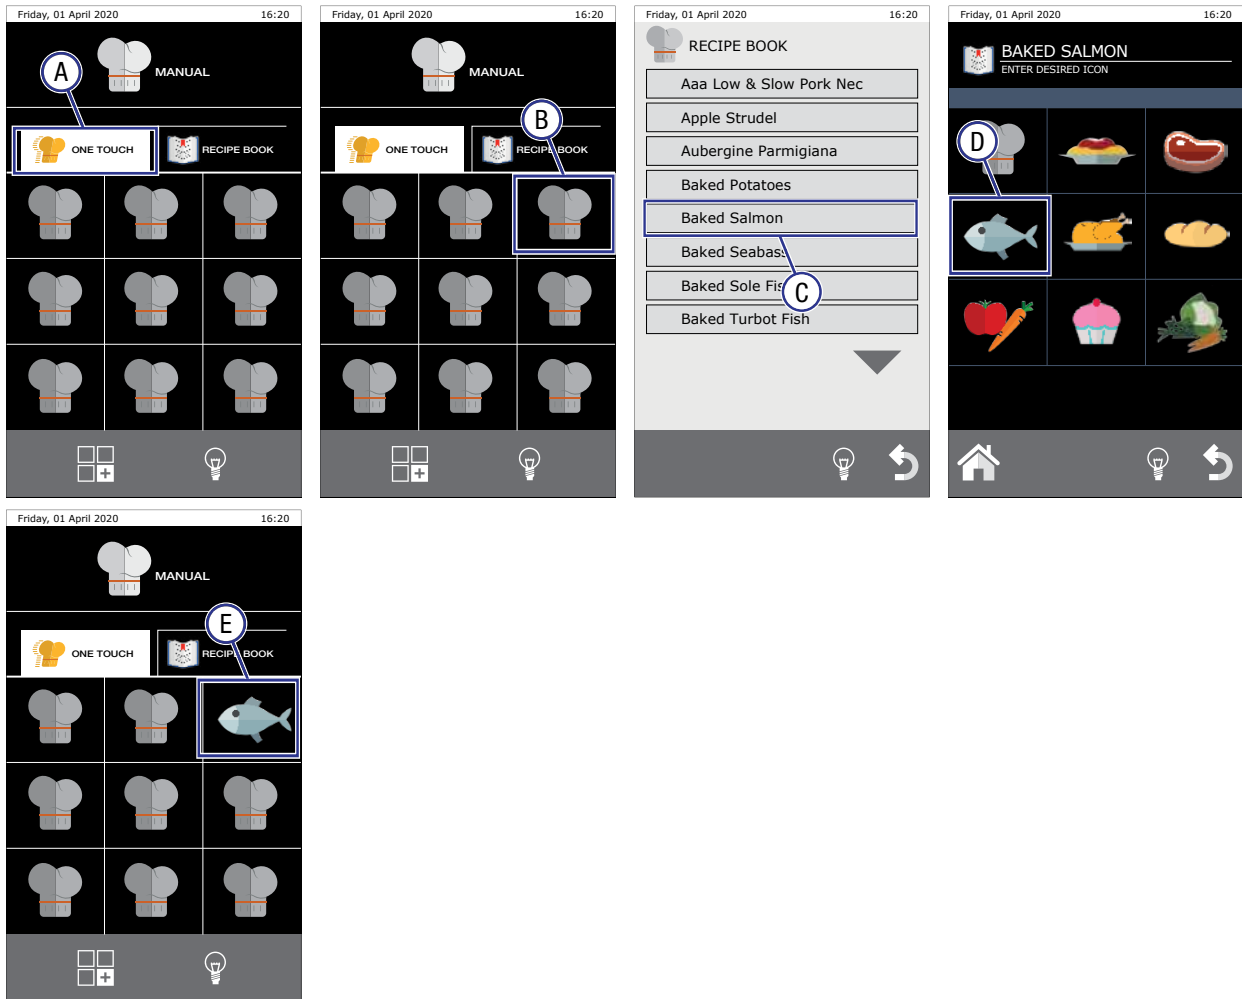 Friday, 01 April 2020 16:20
MANUAL
A
ONE TOUCH
RECIPE BOOK
Friday, 01 April 2020 16:20
MANUAL
B
ONE TOUCH
RECIPE BOOK
Friday, 01 April 2020 16:20
RECIPE BOOK
Aaa Low & Slow Pork Nec
Apple Strudel
Aubergine Parmigiana
Baked Potatoes
Baked Salmon
Baked Seabass
Baked Sole Fis
C
Baked Turbot Fish
Friday, 01 April 2020 16:20
BAKED SALMON
ENTER DESIRED ICON
D
Friday, 01 April 2020 16:20
MANUAL
E
ONE TOUCH
RECIPE BOOK